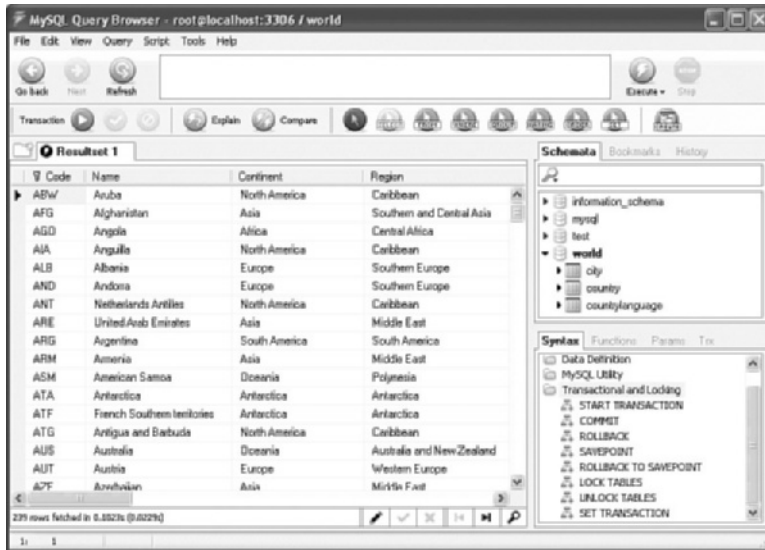 MySQL Query Browser - root@localhost:3306 / world
File Edit View Query Script Tools Help
Go back Next Refresh Execute Stop
Transaction Explain Compare
Resultset 1
Code Name Continent Region
ABW Aruba North America Caribbean
AFG Afghanistan Asia Southern and Central Asia
AGO Angola Africa Central Africa
AIA Anguilla North America Caribbean
ALB Albania Europe Southern Europe
AND Andorra Europe Southern Europe
ANT Netherlands Antilles North America Caribbean
ARE United Arab Emirates Asia Middle East
ARG Argentina South America South America
ARM Armenia Asia Middle East
ASM American Samoa Oceania Polynesia
ATA Antarctica Antarctica Antarctica
ATF French Southern territories Antarctica Antarctica
ATG Antigua and Barbuda North America Caribbean
AUS Australia Oceania Australia and New Zealand
AUT Austria Europe Western Europe
AZE Azerbaijan Asia Middle East
239 rows fetched in 0.1023s (0.0229s)
1: 1
Schemata Bookmarks History
information_schema
mysql
test
world
city
country
countrylanguage
Syntax Functions Params Trx
Data Definition
MySQL Utility
Transactional and Locking
START TRANSACTION
COMMIT
ROLLBACK
SAVEPOINT
ROLLBACK TO SAVEPOINT
LOCK TABLES
UNLOCK TABLES
SET TRANSACTION